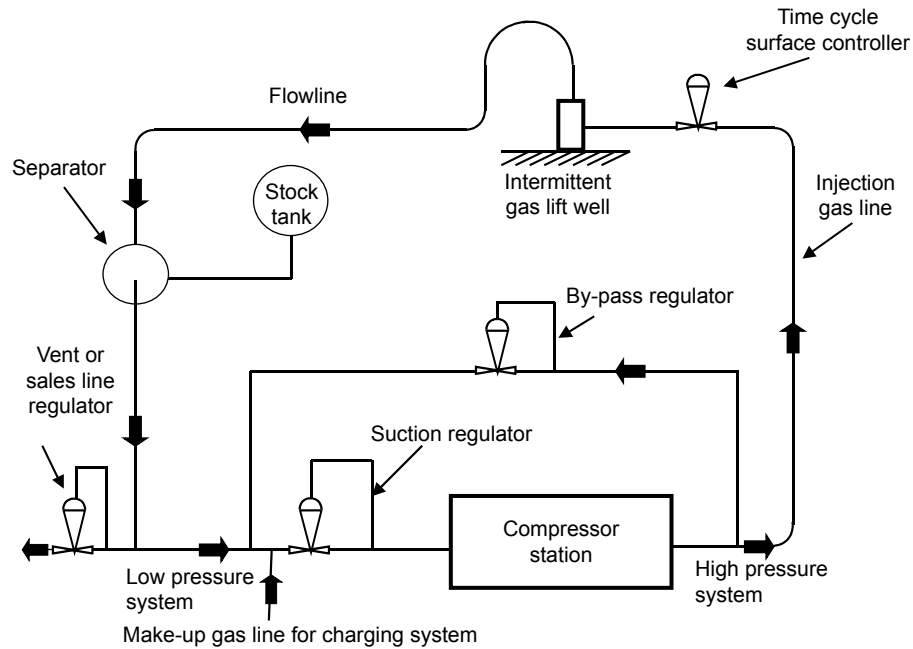 Time cycle
surface controller
Flowline
Separator
Stock
tank
Intermittent
gas lift well
Injection
gas line
By-pass regulator
Vent or
sales line
regulator
Suction regulator
Compressor
station
Low pressure
system
High pressure
system
Make-up gas line for charging system